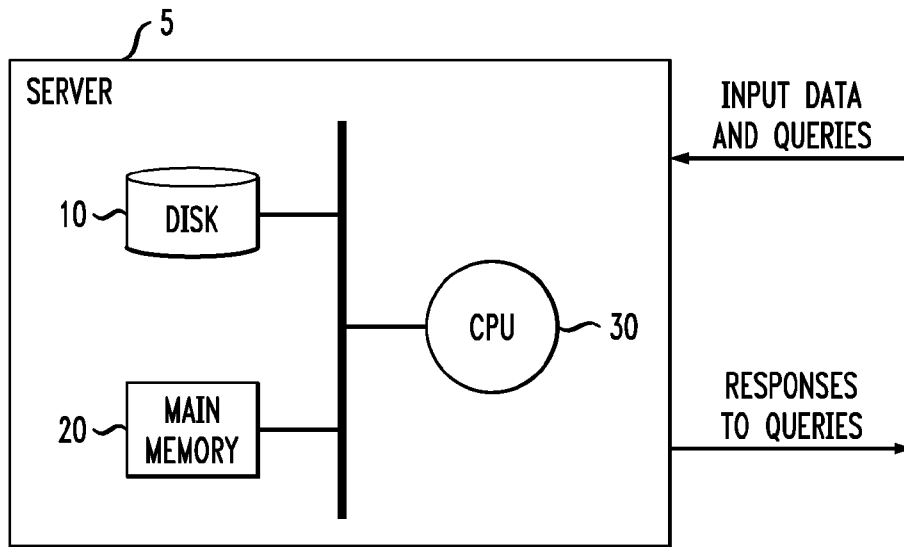 5
SERVER
INPUT DATA
AND QUERIES
10
DISK
CPU
30
20
MAIN
MEMORY
RESPONSES
TO QUERIES